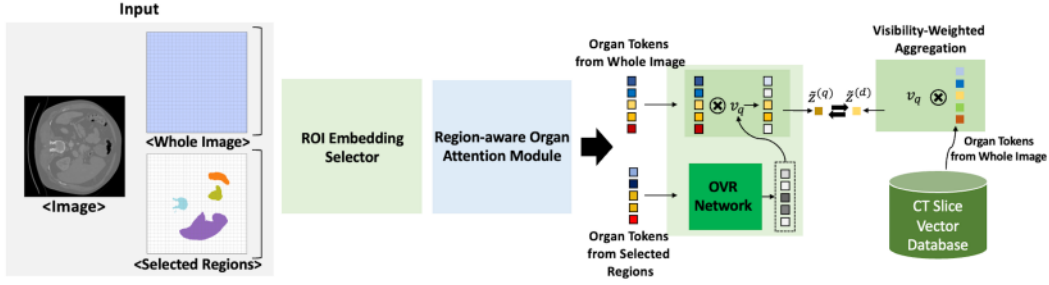 Input
<Image>
<Whole Image>
<Selected Regions>
ROI Embedding
Selector
Region-aware Organ
Attention Module
Organ Tokens
from Whole Image
Organ Tokens
from Selected
Regions
⊗ v_q
OVR
Network
z̃^(q) z̃^(d)
Visibility-Weighted
Aggregation
v_q ⊗
Organ Tokens
from Whole Image
CT Slice
Vector
Database